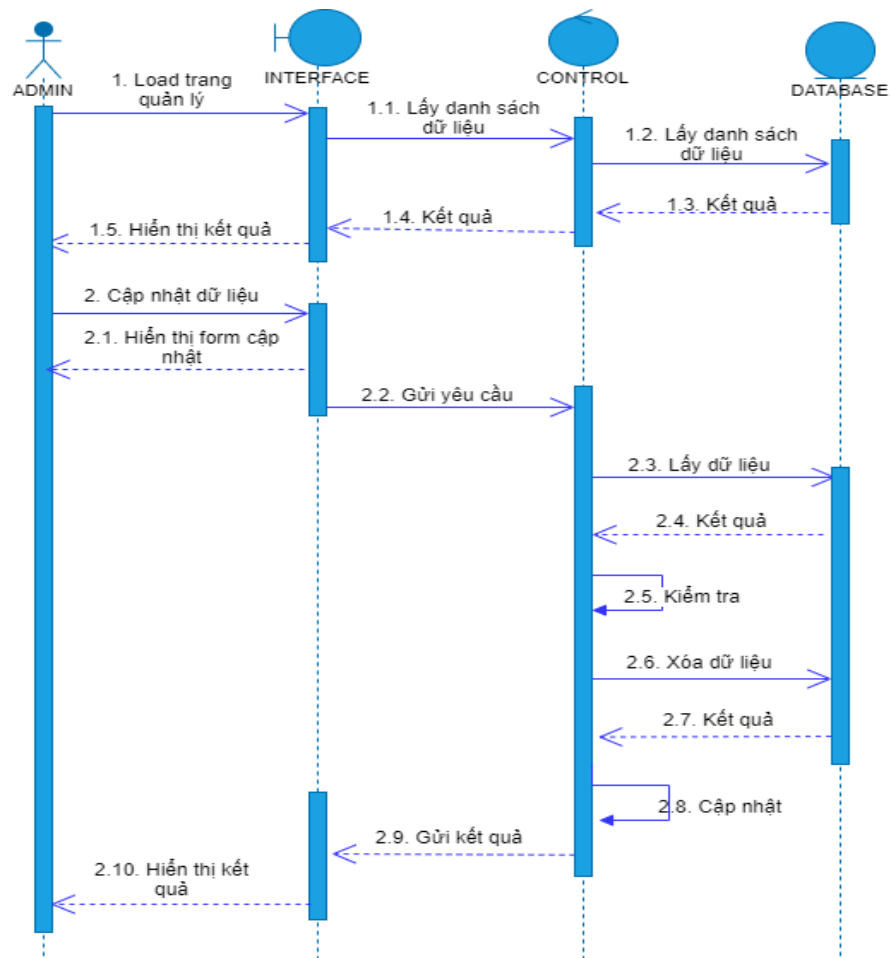 ADMIN
INTERFACE
CONTROL
DATABASE
1. Load trang
quản lý
1.1. Lấy danh sách
dữ liệu
1.2. Lấy danh sách
dữ liệu
1.3. Kết quả
1.4. Kết quả
1.5. Hiển thị kết quả
2. Cập nhật dữ liệu
2.1. Hiển thị form cập
nhật
2.2. Gửi yêu cầu
2.3. Lấy dữ liệu
2.4. Kết quả
2.5. Kiểm tra
2.6. Xóa dữ liệu
2.7. Kết quả
2.8. Cập nhật
2.9. Gửi kết quả
2.10. Hiển thị kết
quả